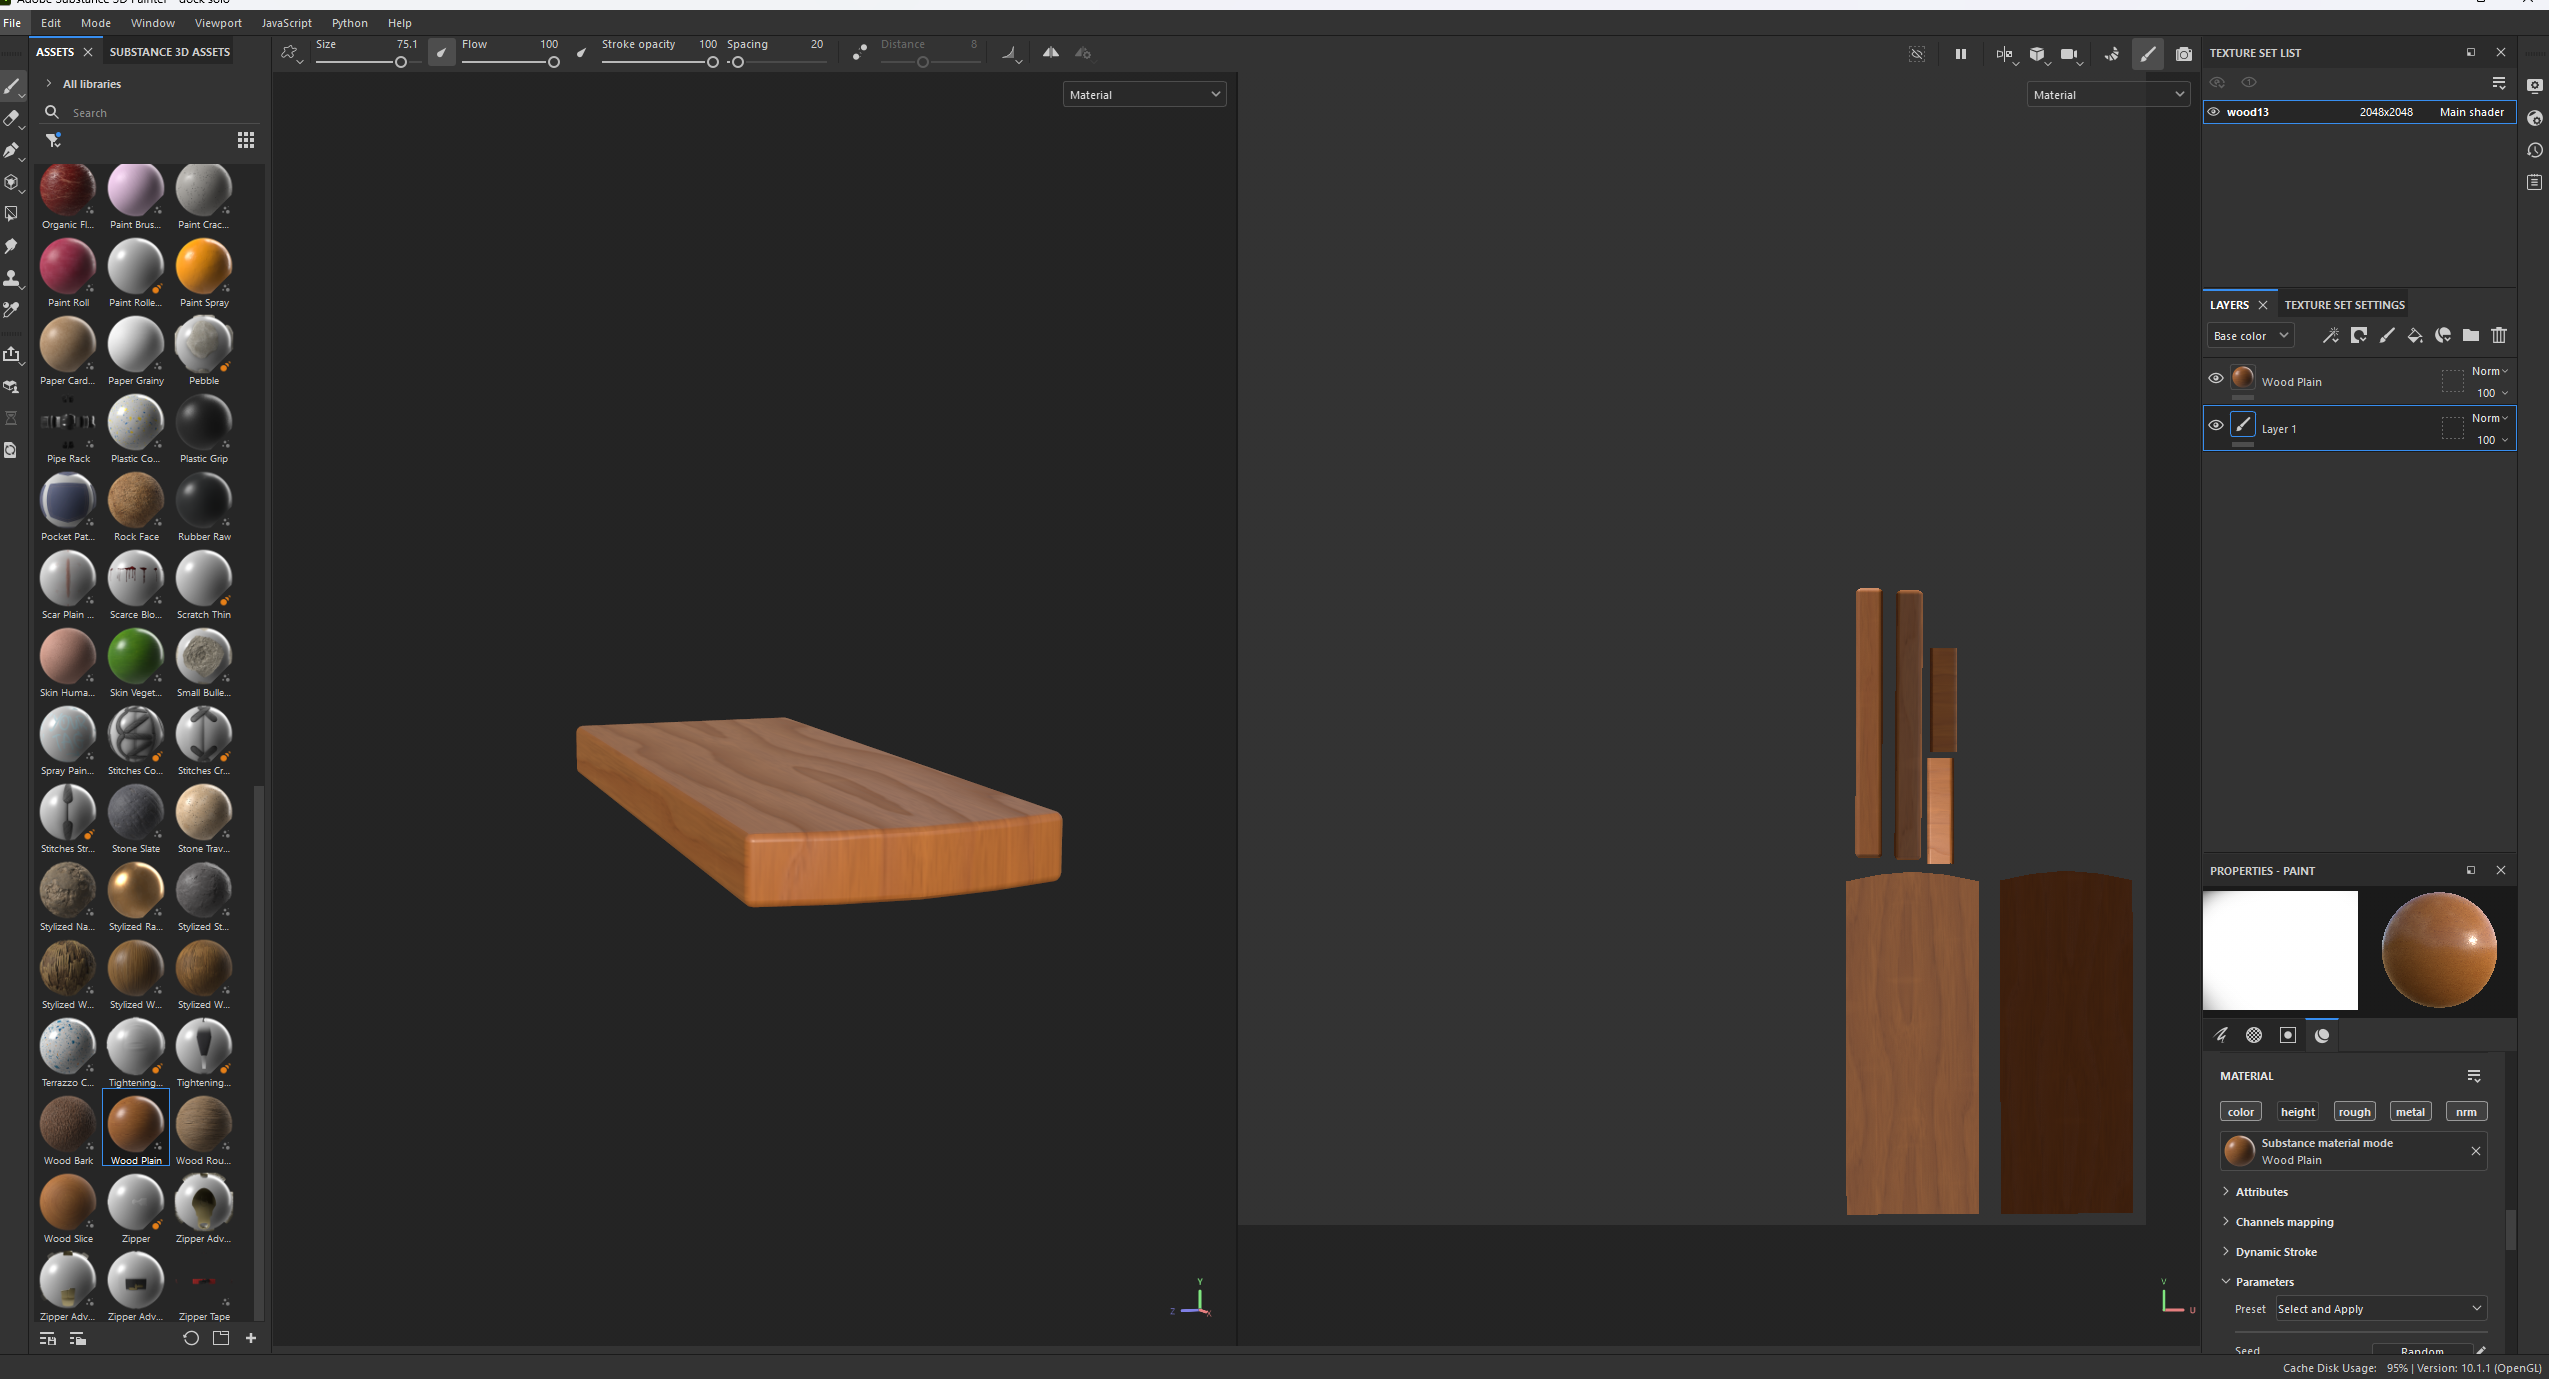 Adobe Substance 3D Painter - dock solo
File Edit Mode Window Viewport JavaScript Python Help
ASSETS SUBSTANCE 3D ASSETS
Size 75.1 Flow 100 Stroke opacity 100 Spacing 20 Distance 8
All libraries
Search
Material
Material
Organic Fl... Paint Brus... Paint Crac...
Paint Roll Paint Rolle... Paint Spray
Paper Card... Paper Grainy Pebble
Pipe Rack Plastic Co... Plastic Grip
Pocket Pat... Rock Face Rubber Raw
Scar Plain ... Scarce Blo... Scratch Thin
Skin Huma... Skin Veget... Small Bulle...
Spray Pain... Stitches Co... Stitches Cr...
Stitches Str... Stone Slate Stone Trav...
Stylized Na... Stylized Ra... Stylized St...
Stylized W... Stylized W... Stylized W...
Terrazzo C... Tightening... Tightening...
Wood Bark Wood Plain Wood Rou...
Wood Slice Zipper Zipper Adv...
Zipper Adv... Zipper Adv... Zipper Tape
Y
Z X
V
U
TEXTURE SET LIST
wood13 2048x2048 Main shader
LAYERS TEXTURE SET SETTINGS
Base color
Wood Plain Norm
100
Layer 1 Norm
100
PROPERTIES - PAINT
MATERIAL
color height rough metal nrm
Substance material mode
Wood Plain
Attributes
Channels mapping
Dynamic Stroke
Parameters
Preset Select and Apply
Seed Random
Cache Disk Usage: 95% | Version: 10.1.1 (OpenGL)